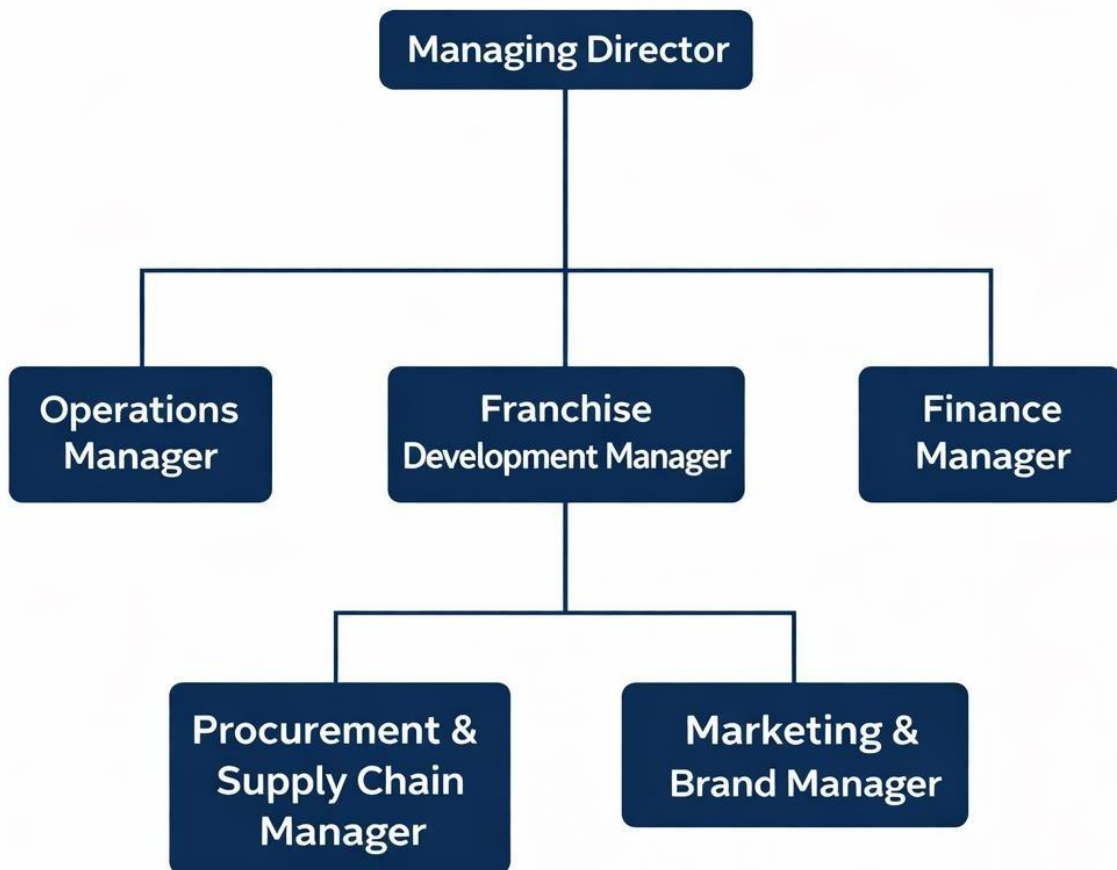 Managing Director
Operations
Manager
Franchise
Development Manager
Finance
Manager
Procurement &
Supply Chain
Manager
Marketing &
Brand Manager